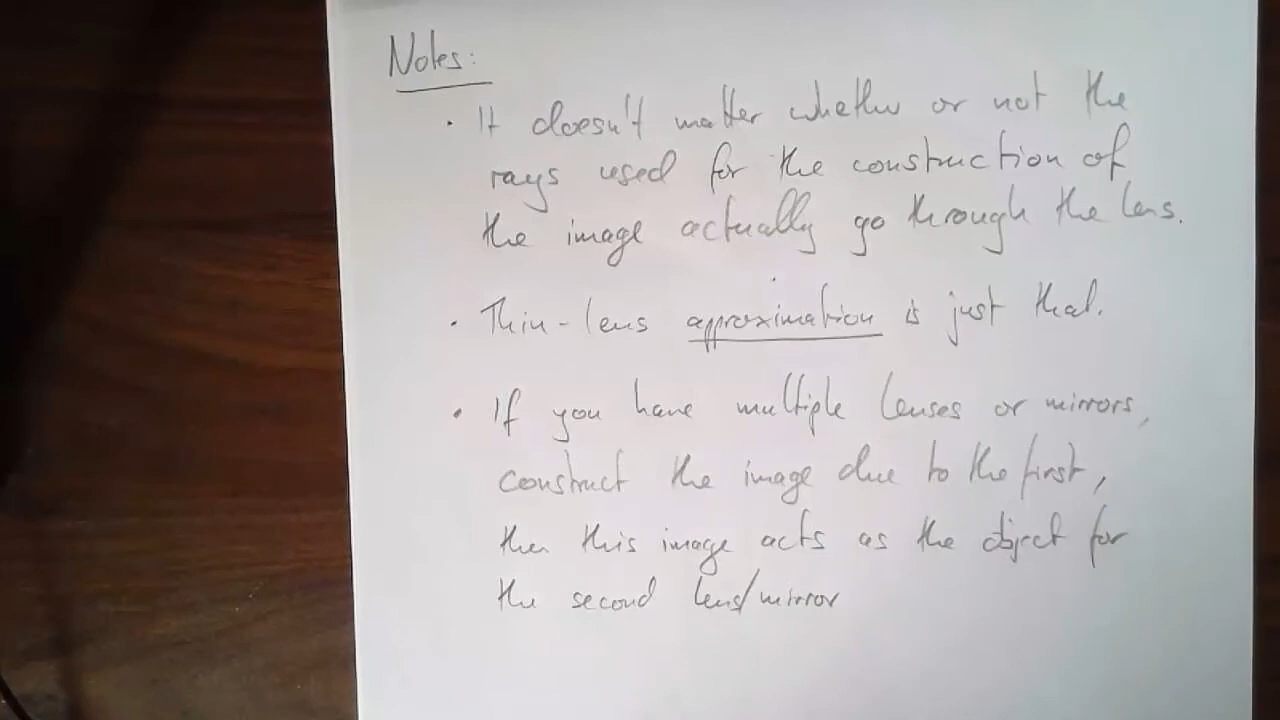 Notes:
· It doesn't matter whether or not the
rays used for the construction of
the image actually go through the lens.
· Thin-lens approximation is just that.
· If you have multiple lenses or mirrors,
construct the image due to the first,
then this image acts as the object for
the second lens/mirror